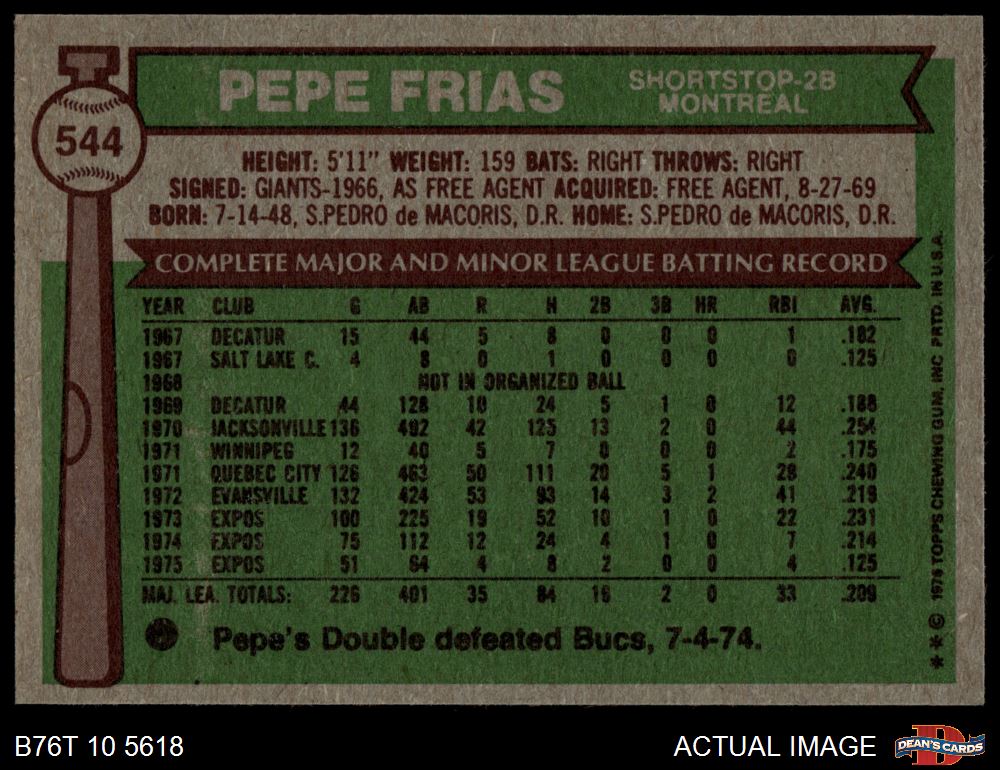 PEPE FRIAS
SHORTSTOP-2B
MONTREAL
544
HEIGHT: 5'11" WEIGHT: 159 BATS: RIGHT THROWS: RIGHT
SIGNED: GIANTS-1966, AS FREE AGENT ACQUIRED: FREE AGENT, 8-27-69
BORN: 7-14-48, S.PEDRO de MACORIS, D.R. HOME: S.PEDRO de MACORIS, D.R.
COMPLETE MAJOR AND MINOR LEAGUE BATTING RECORD
YEAR CLUB G AB R H 2B 3B HR RBI AVG.
1967 DECATUR 15 44 5 8 0 0 0 1 .182
1967 SALT LAKE C. 4 8 0 1 0 0 0 0 .125
1968 NOT IN ORGANIZED BALL
1969 DECATUR 44 128 10 24 5 1 0 12 .188
1970 JACKSONVILLE 136 492 42 125 13 2 0 44 .254
1971 WINNIPEG 12 40 5 7 0 0 0 2 .175
1971 QUEBEC CITY 126 463 50 111 20 5 1 28 .240
1972 EVANSVILLE 132 424 53 93 14 3 2 41 .219
1973 EXPOS 100 225 19 52 10 1 0 22 .231
1974 EXPOS 75 112 12 24 4 1 0 7 .214
1975 EXPOS 51 64 4 8 2 0 0 4 .125
MAJ. LEA. TOTALS: 226 401 35 84 16 2 0 33 .209
Pepe's Double defeated Bucs, 7-4-74.
**© 1976 TOPPS CHEWING GUM, INC PRTD. IN U.S.A.
B76T 10 5618
ACTUAL IMAGE
DEAN'S CARDS